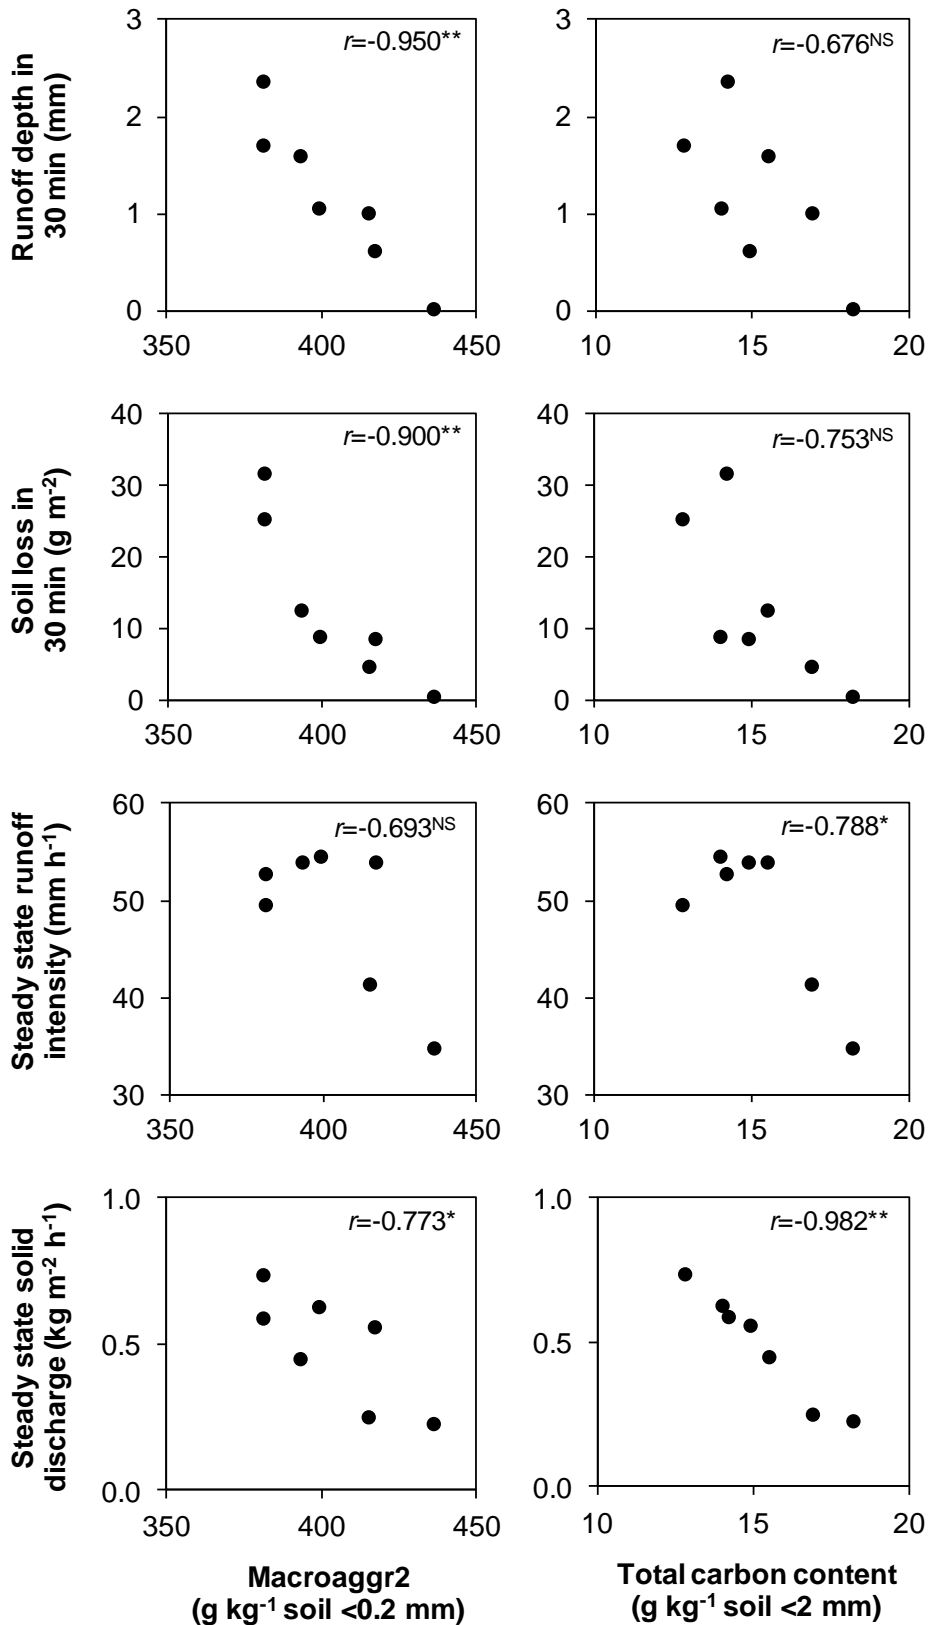 Runoff depth in
30 min (mm)
3
2
1
0
350
400
450
r=-0.950**
3
2
1
0
10
15
20
r=-0.676NS
Soil loss in
30 min (g m-2)
40
30
20
10
0
350
400
450
r=-0.900**
40
30
20
10
0
10
15
20
r=-0.753NS
Steady state runoff
intensity (mm h-1)
60
50
40
30
350
400
450
r=-0.693NS
60
50
40
30
10
15
20
r=-0.788*
Steady state solid
discharge (kg m-2 h-1)
1.0
0.5
0.0
350
400
450
r=-0.773*
1.0
0.5
0.0
10
15
20
r=-0.982**
Macroaggr2
(g kg-1 soil <0.2 mm)
Total carbon content
(g kg-1 soil <2 mm)